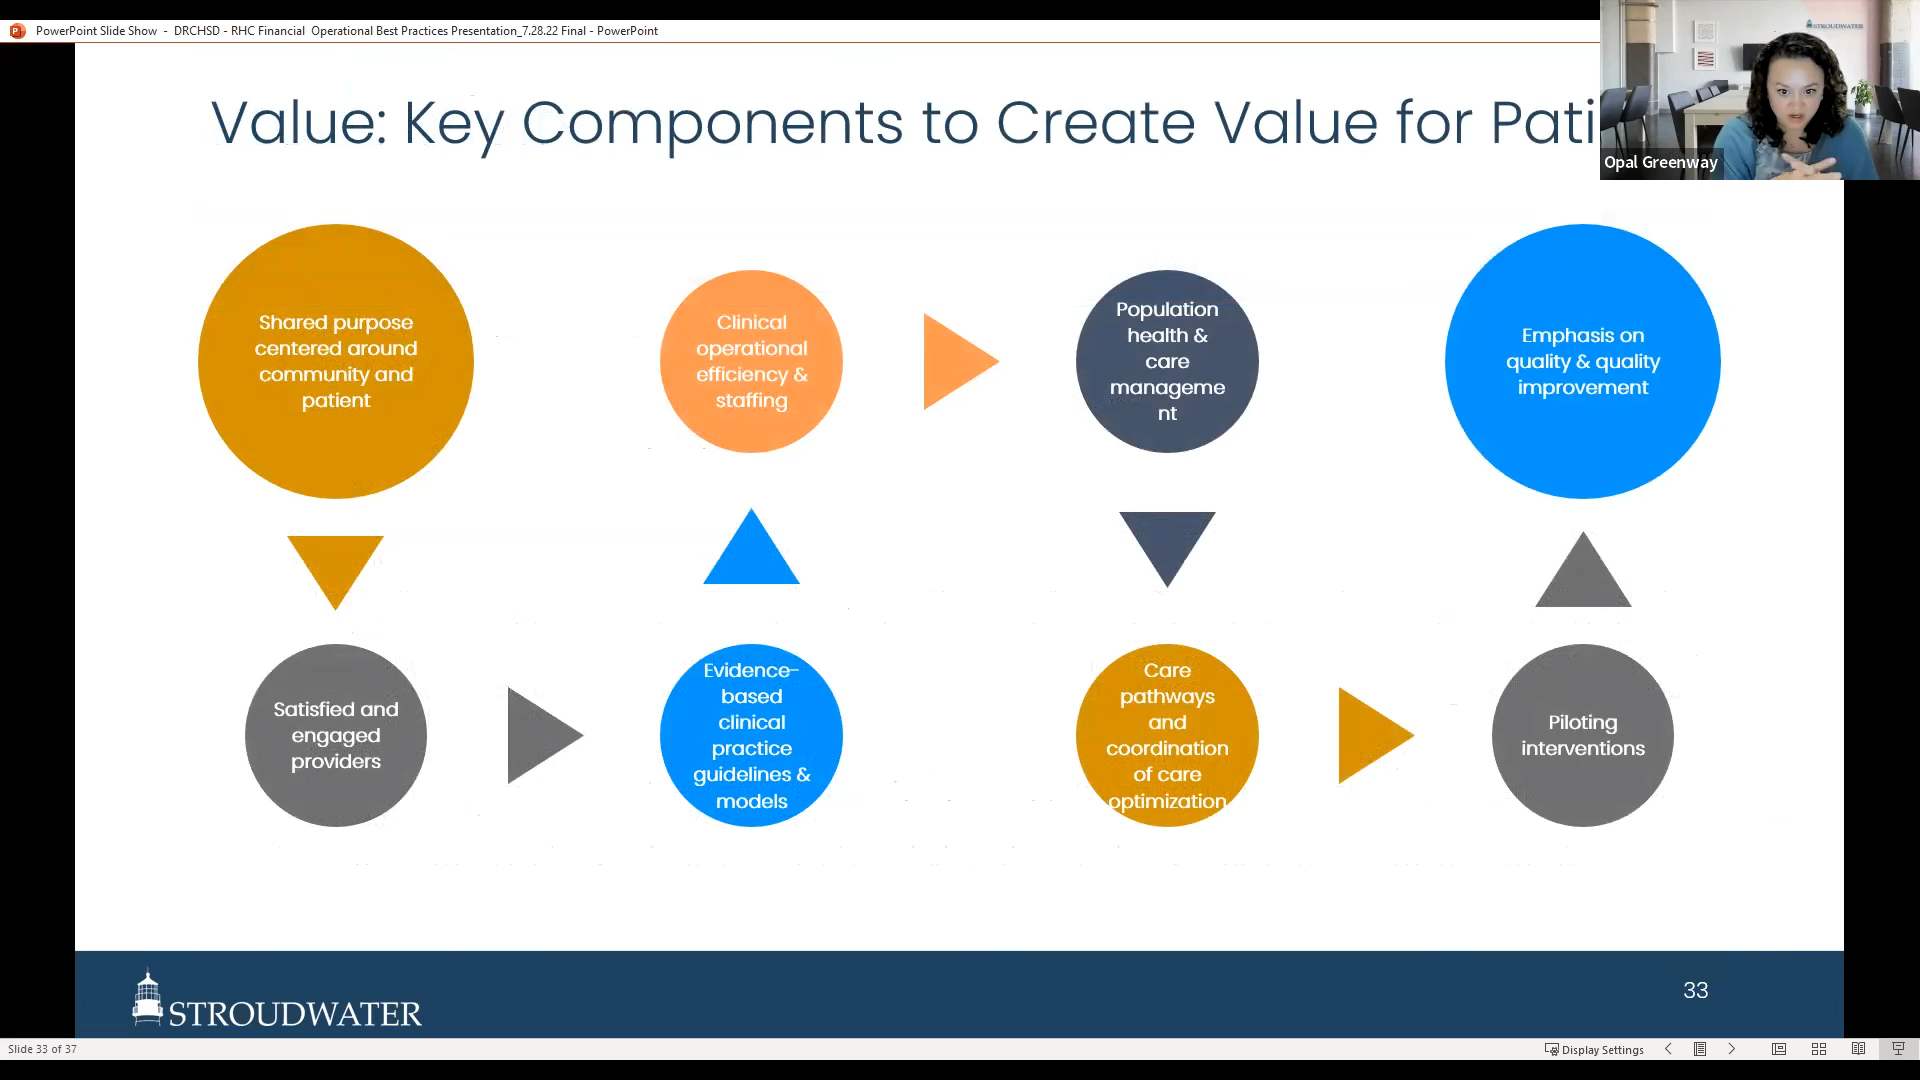 PowerPoint Slide Show - DRCHSD - RHC Financial Operational Best Practices Presentation_7.28.22 Final - PowerPoint
STROUDWATER
Opal Greenway
Value: Key Components to Create Value for Pati
Shared purpose
centered around
community and
patient
Satisfied and
engaged
providers
Evidence-
based
clinical
practice
guidelines &
models
Clinical
operational
efficiency &
staffing
Population
health &
care
manageme
nt
Care
pathways
and
coordination
of care
optimization
Piloting
interventions
Emphasis on
quality & quality
improvement
STROUDWATER
33
Slide 33 of 37
Display Settings